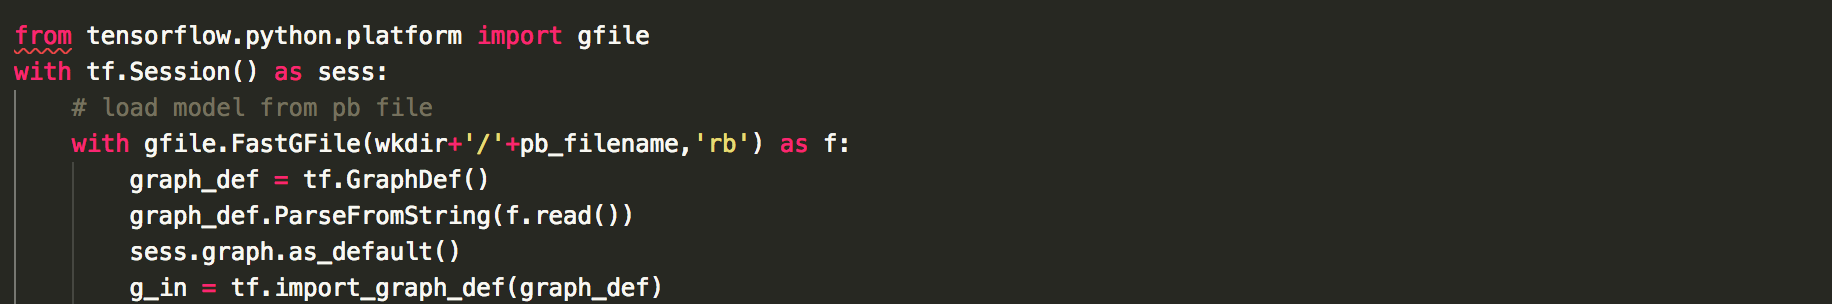 from tensorflow.python.platform import gfile
with tf.Session() as sess:
    # load model from pb file
    with gfile.FastGFile(wkdir+'/'+pb_filename,'rb') as f:
        graph_def = tf.GraphDef()
        graph_def.ParseFromString(f.read())
        sess.graph.as_default()
        g_in = tf.import_graph_def(graph_def)